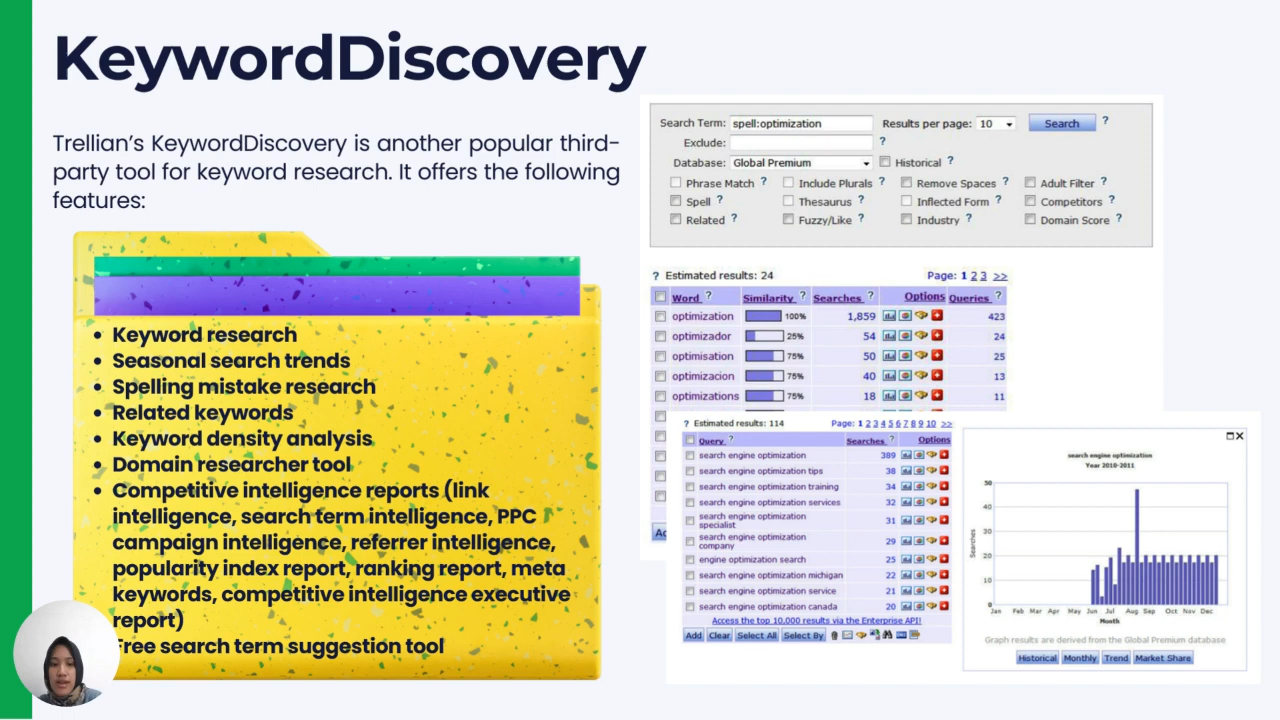 KeywordDiscovery
Trellian’s KeywordDiscovery is another popular third-
party tool for keyword research. It offers the following
features:
• Keyword research
• Seasonal search trends
• Spelling mistake research
• Related keywords
• Keyword density analysis
• Domain researcher tool
• Competitive intelligence reports (link
intelligence, search term intelligence, PPC
campaign intelligence, referrer intelligence,
popularity index report, ranking report, meta
keywords, competitive intelligence executive
report)
Free search term suggestion tool
Search Term: spell:optimization Results per page: 10 Search ?
Exclude: ?
Database: Global Premium Historical ?
Phrase Match ? Include Plurals ? Remove Spaces ? Adult Filter ?
Spell ? Thesaurus ? Inflected Form ? Competitors ?
Related ? Fuzzy/Like ? Industry ? Domain Score ?
? Estimated results: 24 Page: 1 2 3 >>
Word ? Similarity ? Searches ? Options Queries ?
optimization 100% 1,859 423
optimizador 25% 54 24
optimisation 75% 50 25
optimizacion 75% 40 13
optimizations 75% 18 11
Ac
? Estimated results: 114 Page: 1 2 3 4 5 6 7 8 9 10 >>
Query ? Searches ? Options
search engine optimization 389
search engine optimization tips 38
search engine optimization training 34
search engine optimization services 32
search engine optimization
specialist 31
search engine optimization
company 29
engine optimization search 25
search engine optimization michigan 22
search engine optimization service 21
search engine optimization canada 20
Access the top 10,000 results via the Enterprise API!
Add Clear Select All Select By
search engine optimization
Year 2010-2011
50
40
30
20
10
0
Searches
Jan Feb Mar Apr May Jun Jul Aug Sep Oct Nov Dec
Month
Graph results are derived from the Global Premium database
Historical Monthly Trend Market Share